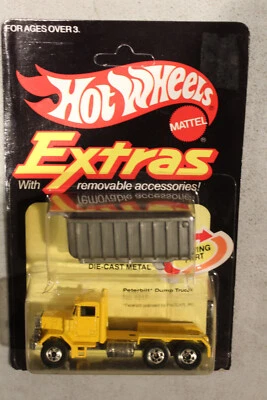 FOR AGES OVER 3.
Hot Wheels
MATTEL
Extras
With removable accessories!
DIE-CAST METAL
Peterbilt® Dump Truck